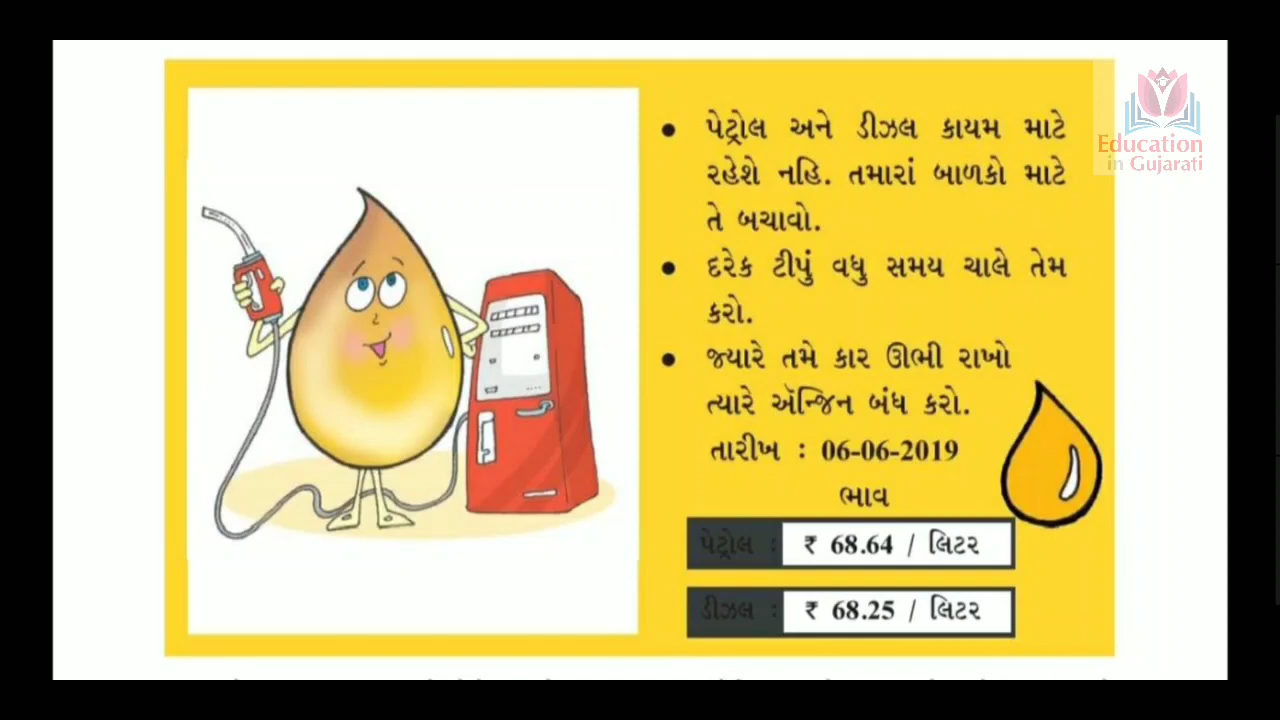 Education
in Gujarati
• પેટ્રોલ અને ડીઝલ કાયમ માટે
રહેશે નહિ. તમારાં બાળકો માટે
તે બચાવો.
• દરેક ટીપું વધુ સમય ચાલે તેમ
કરો.
• જ્યારે તમે કાર ઊભી રાખો
ત્યારે ઍન્જિન બંધ કરો.
તારીખ : 06-06-2019
ભાવ
પેટ્રોલ : ₹ 68.64 / લિટર
ડીઝલ : ₹ 68.25 / લિટર